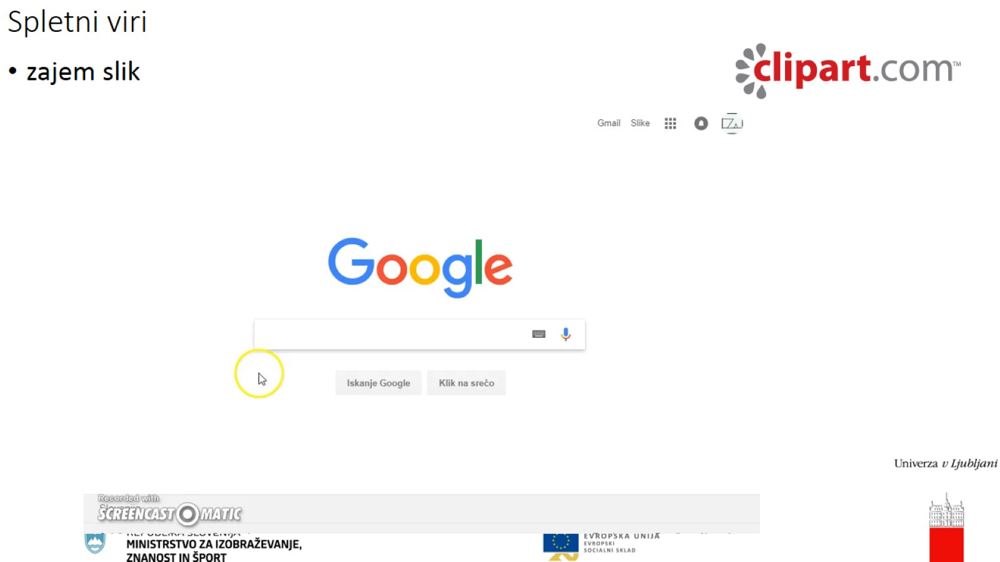 Spletni viri
• zajem slik
clipart.com™
Gmail Slike
Google
Iskanje Google Klik na srečo
Univerza v Ljubljani
Recorded with
Slovenija
SCREENCAST MATIC
REPUBLIKA SLOVENIJA
MINISTRSTVO ZA IZOBRAŽEVANJE,
ZNANOST IN ŠPORT
EVROPSKA UNIJA
EVROPSKI
SOCIALNI SKLAD